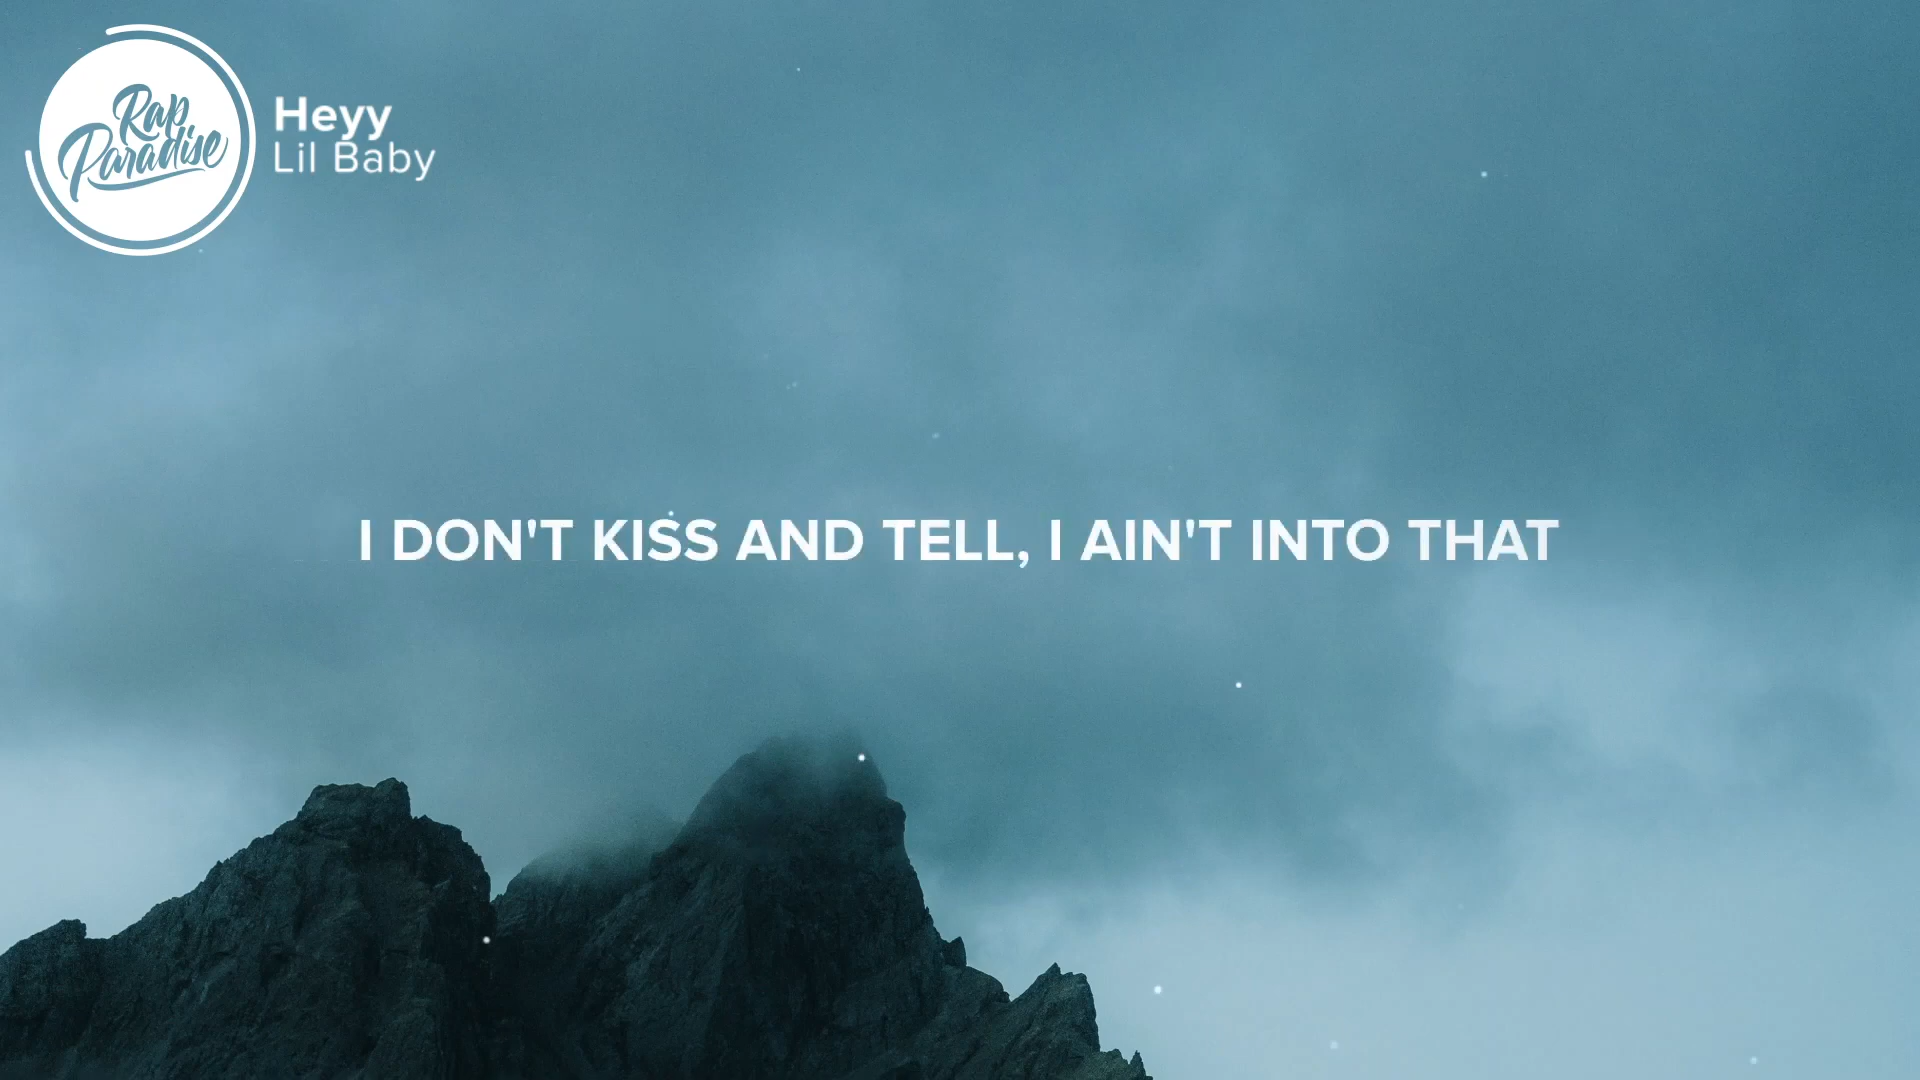 Rap
Paradise
Heyy
Lil Baby
I DON'T KISS AND TELL, I AIN'T INTO THAT